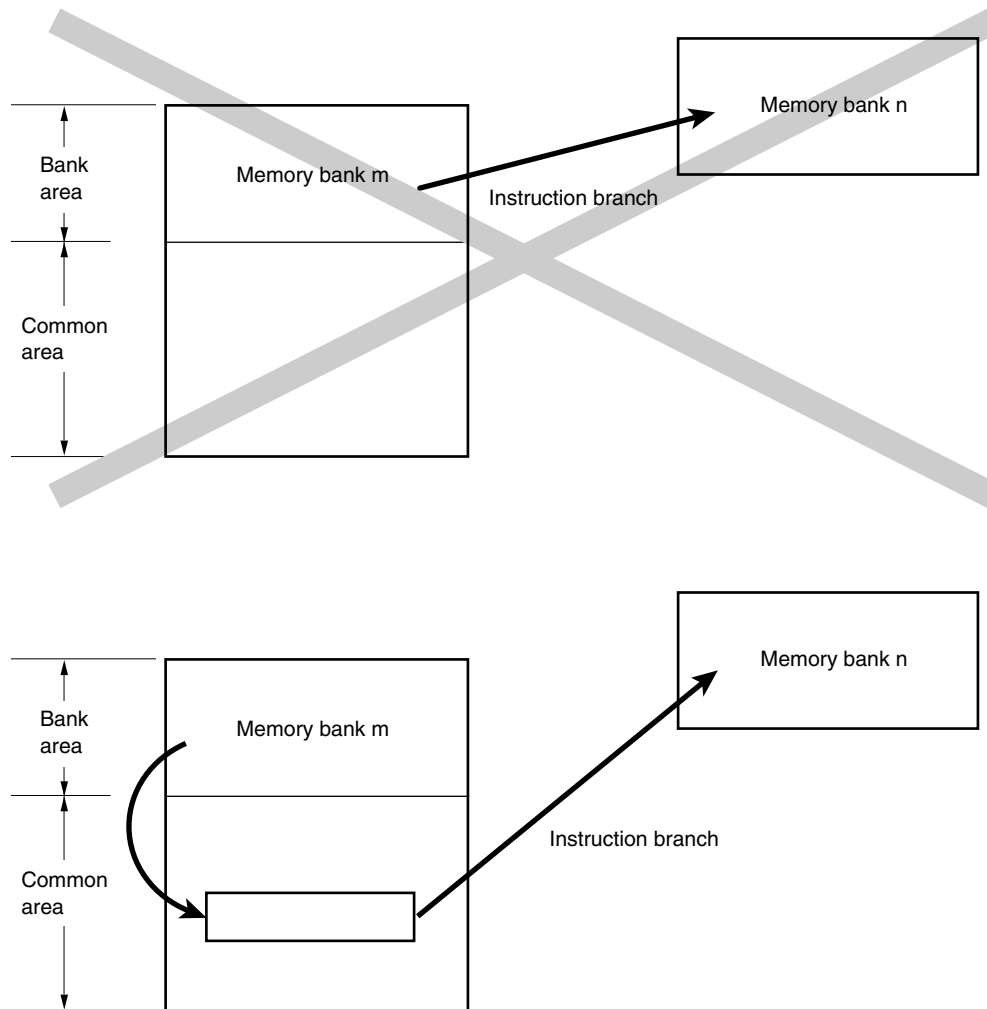 Memory bank n
Bank
area
Memory bank m
Instruction branch
Common
area
Memory bank n
Bank
area
Memory bank m
Instruction branch
Common
area